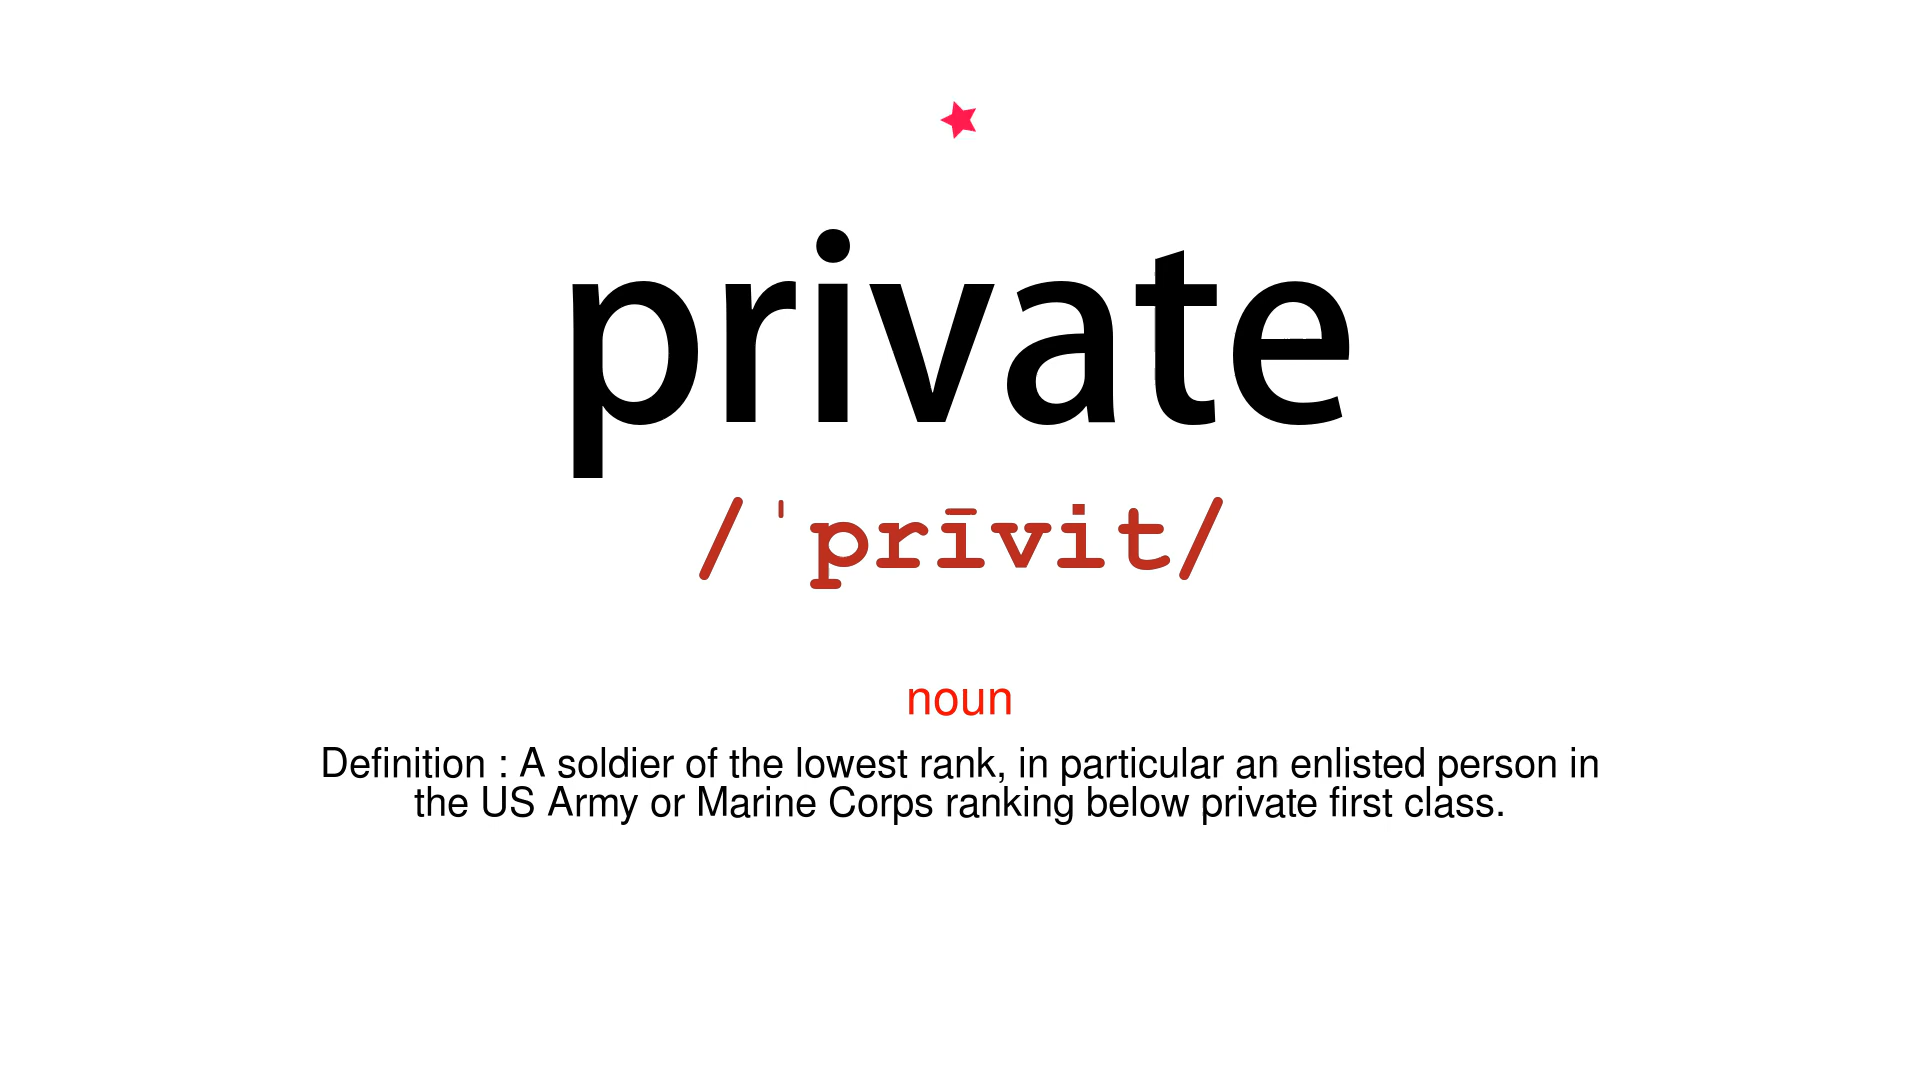 private
/ˈprīvit/
noun
Definition : A soldier of the lowest rank, in particular an enlisted person in
the US Army or Marine Corps ranking below private first class.